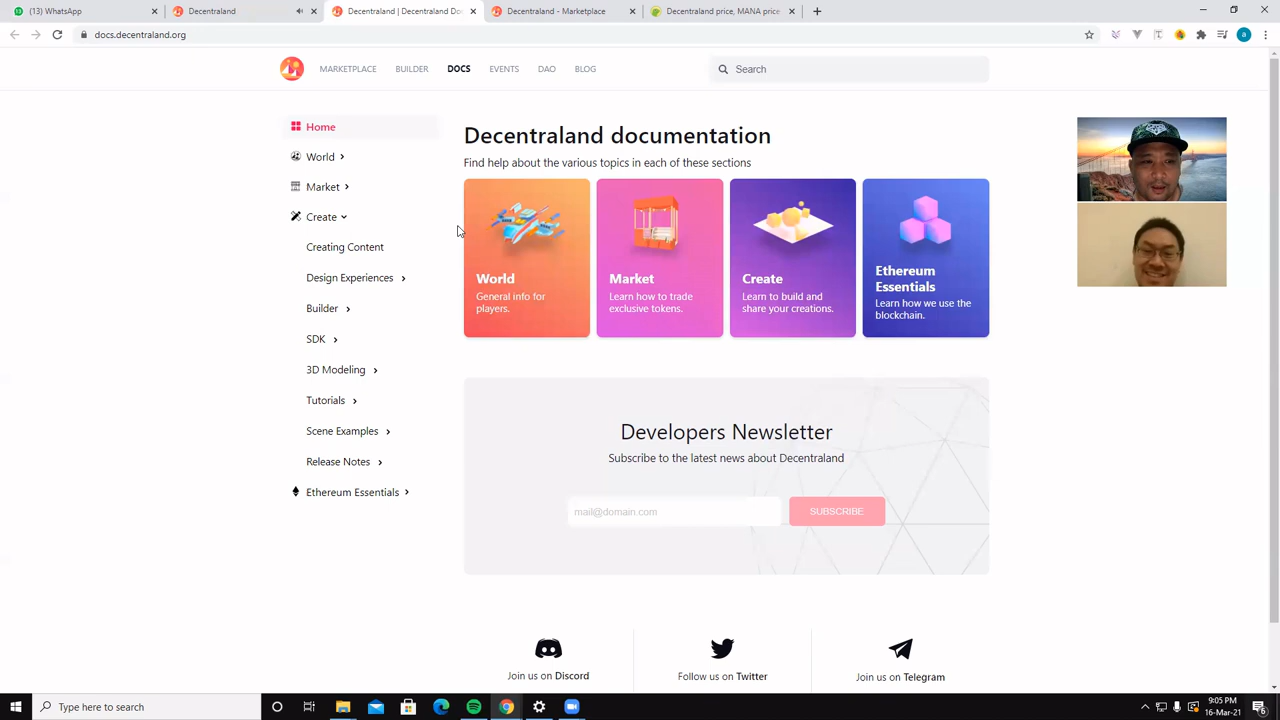 (13) WhatsApp
Decentraland
Decentraland | Decentraland Do
Decentraland - Marketplace
Decentraland price, MANA price
docs.decentraland.org
a
MARKETPLACE
BUILDER
DOCS
EVENTS
DAO
BLOG
Search
Home
World
Market
Create
Creating Content
Design Experiences
Builder
SDK
3D Modeling
Tutorials
Scene Examples
Release Notes
Ethereum Essentials
Decentraland documentation
Find help about the various topics in each of these sections
World
General info for
players.
Market
Learn how to trade
exclusive tokens.
Create
Learn to build and
share your creations.
Ethereum
Essentials
Learn how we use the
blockchain.
Developers Newsletter
Subscribe to the latest news about Decentraland
mail@domain.com
SUBSCRIBE
Join us on Discord
Follow us on Twitter
Join us on Telegram
Type here to search
9:05 PM
16-Mar-21
6